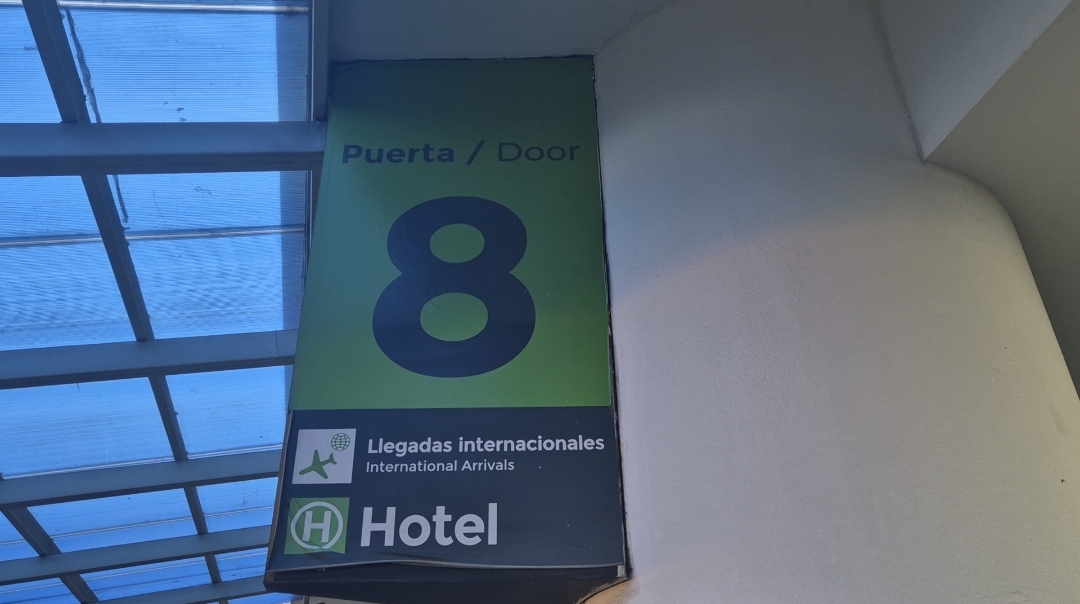 Puerta / Door
8
Llegadas internacionales
International Arrivals
H Hotel